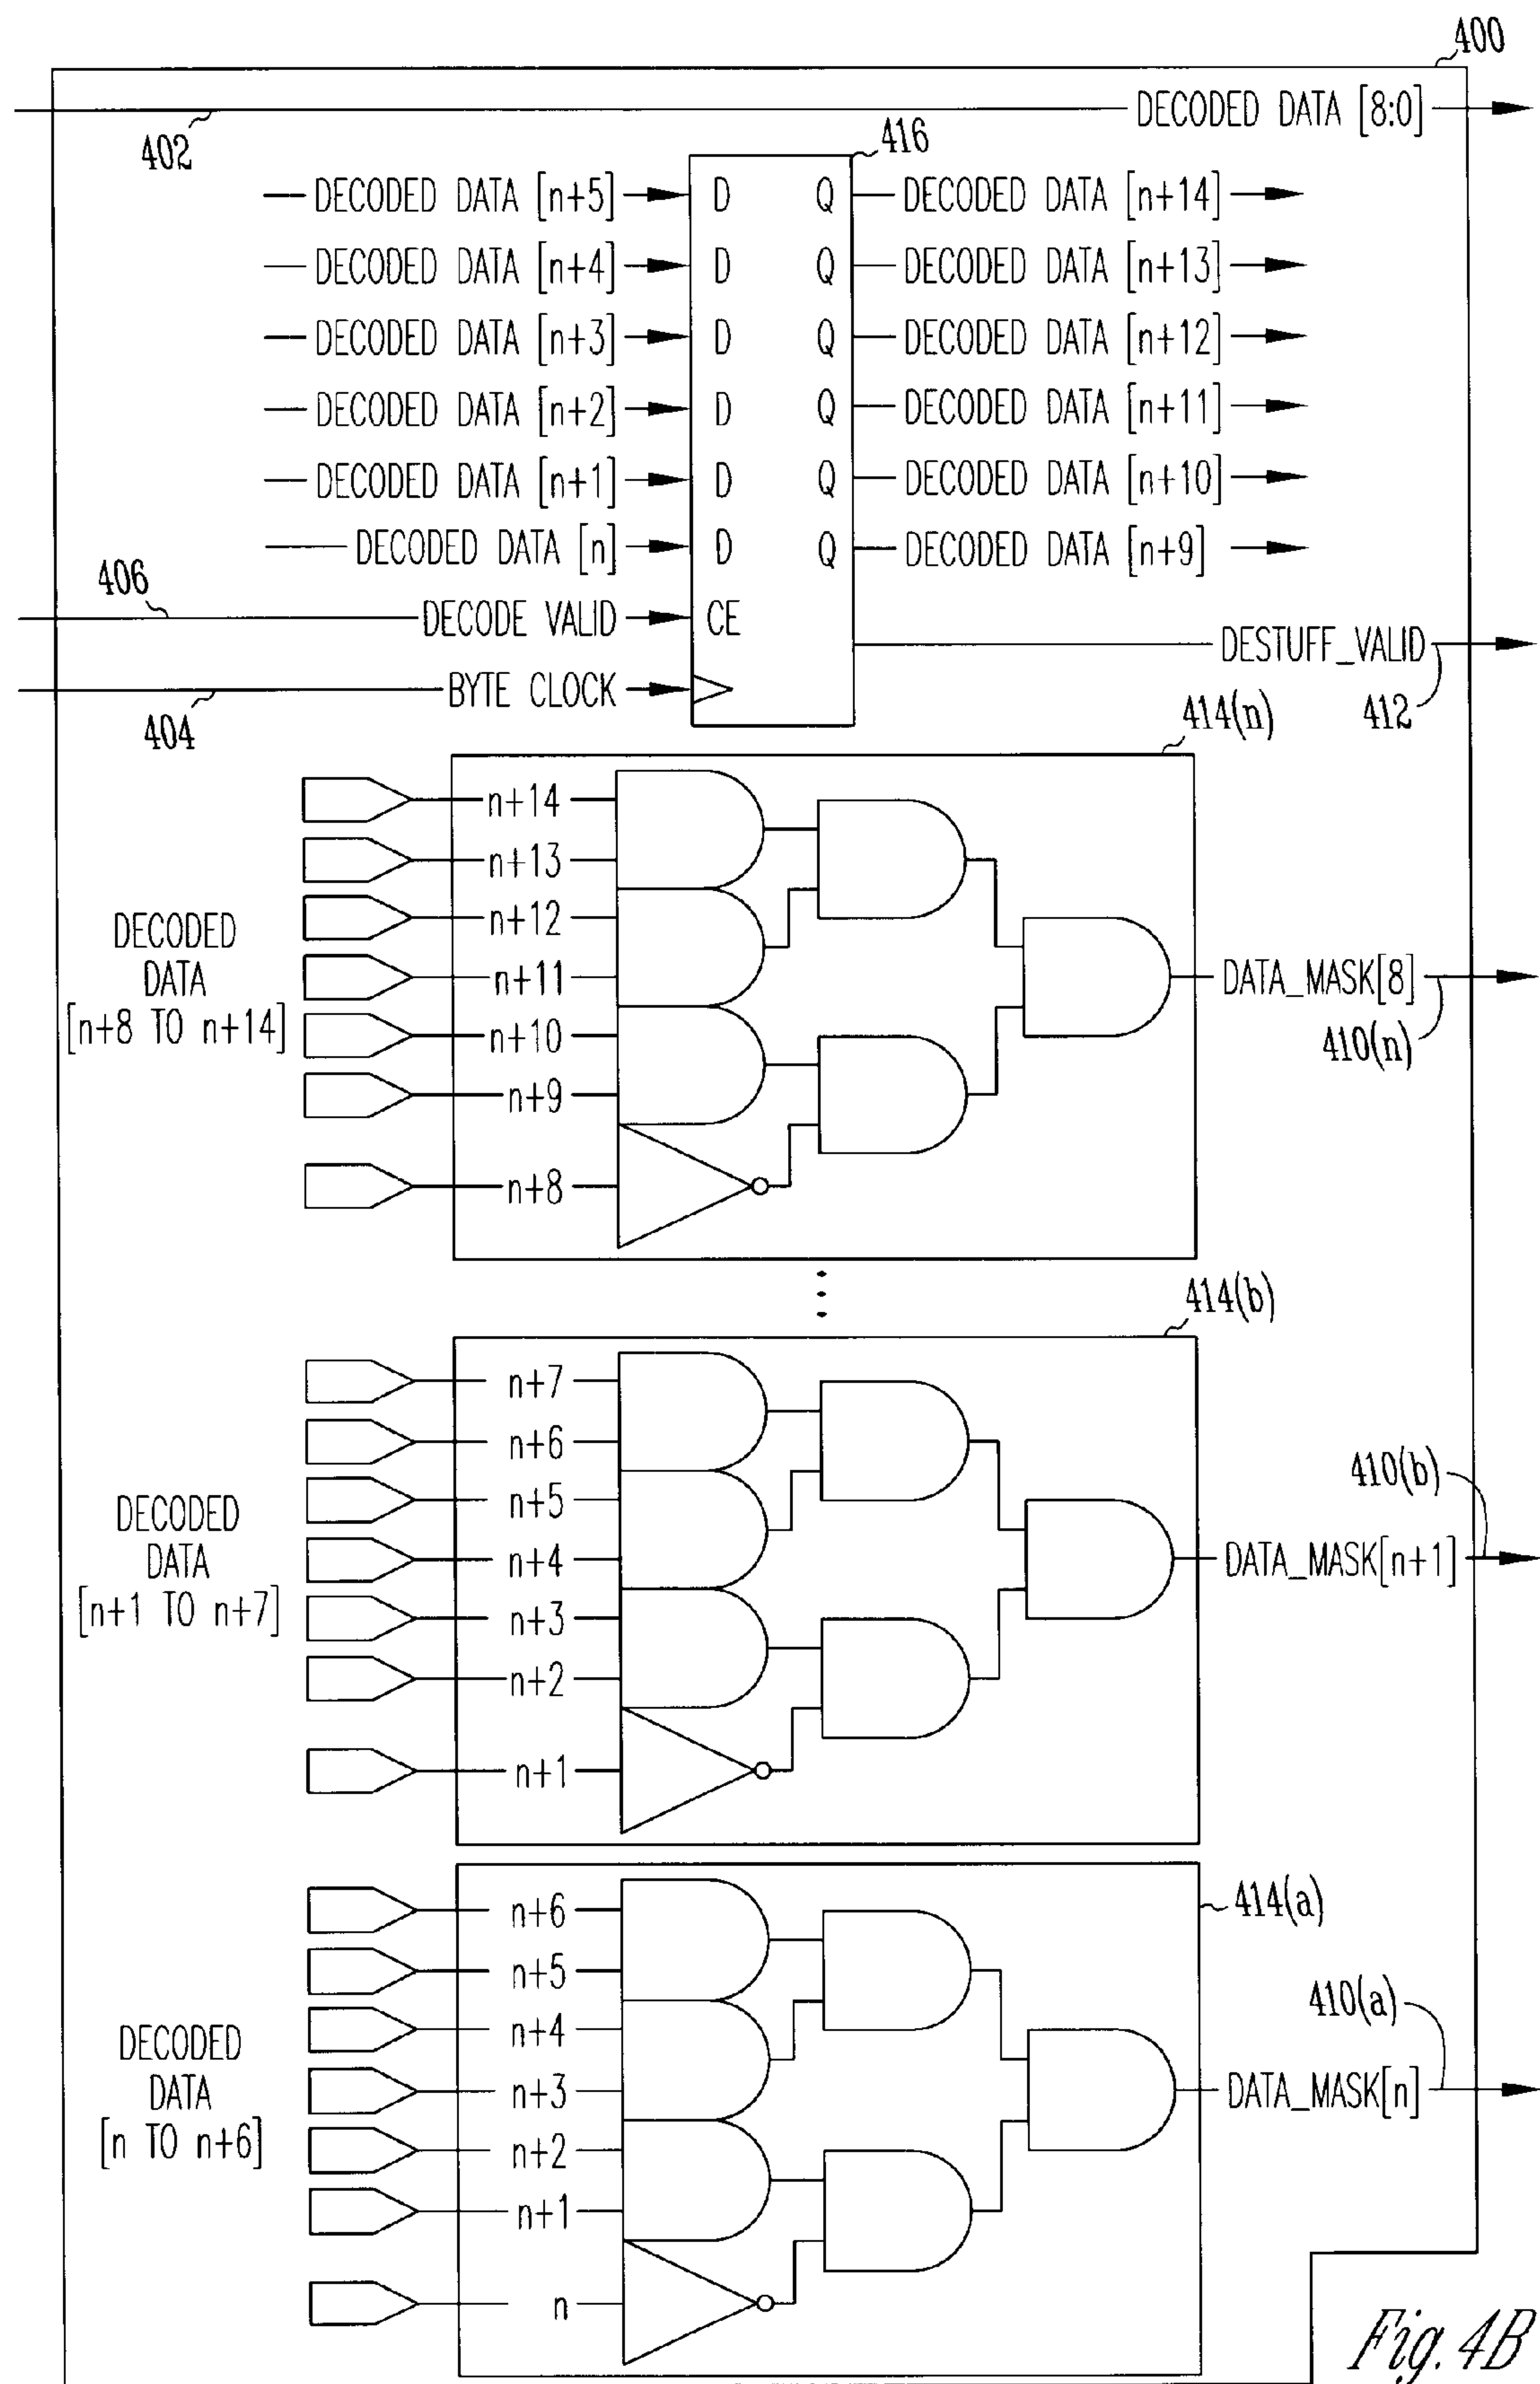 400
DECODED DATA [8:0]
402
416
DECODED DATA [n+5] D Q DECODED DATA [n+14]
DECODED DATA [n+4] D Q DECODED DATA [n+13]
DECODED DATA [n+3] D Q DECODED DATA [n+12]
DECODED DATA [n+2] D Q DECODED DATA [n+11]
DECODED DATA [n+1] D Q DECODED DATA [n+10]
DECODED DATA [n] D Q DECODED DATA [n+9]
406
DECODE VALID CE
DESTUFF_VALID
BYTE CLOCK
404
412
414(n)
n+14
n+13
n+12
n+11
n+10
n+9
n+8
DECODED
DATA
[n+8 TO n+14]
DATA_MASK[8]
410(n)
414(b)
n+7
n+6
n+5
n+4
n+3
n+2
n+1
DECODED
DATA
[n+1 TO n+7]
410(b)
DATA_MASK[n+1]
414(a)
n+6
n+5
n+4
n+3
n+2
n+1
n
DECODED
DATA
[n TO n+6]
410(a)
DATA_MASK[n]
Fig. 4B